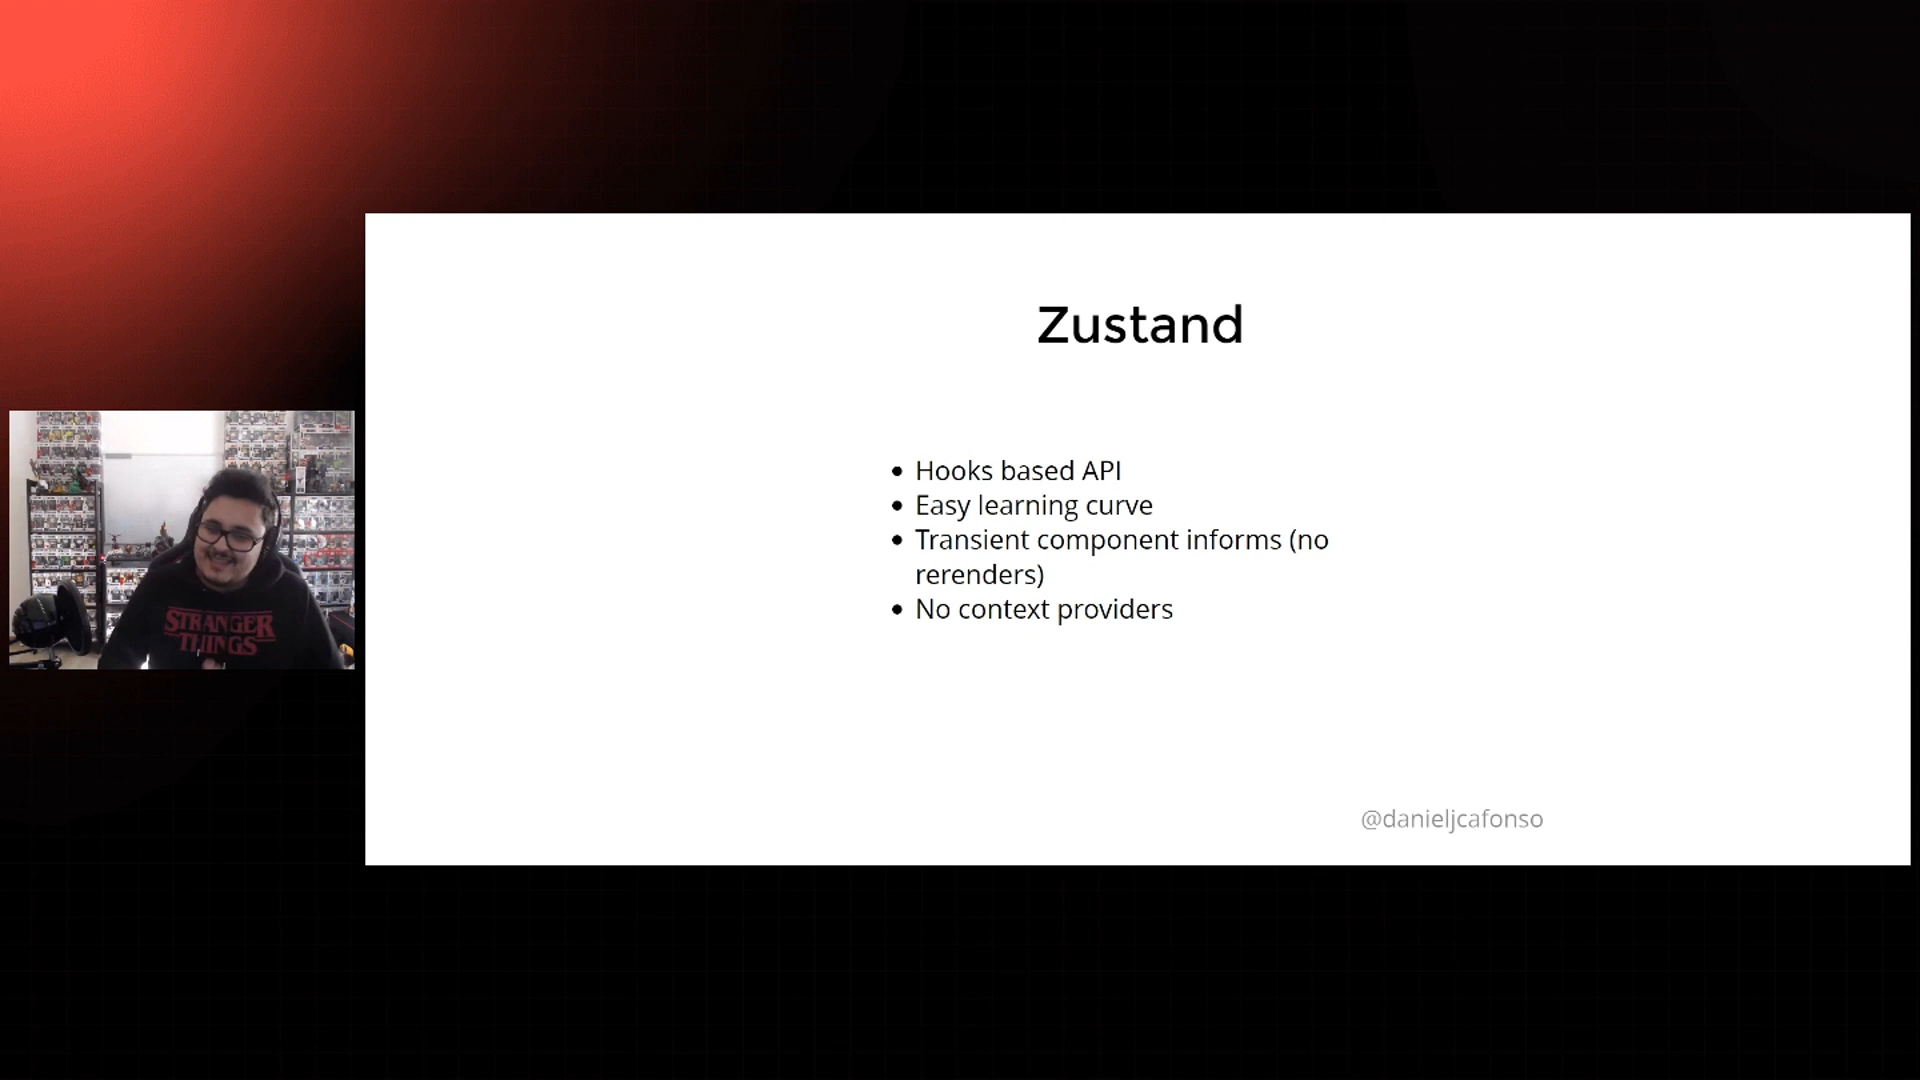 Zustand
• Hooks based API
• Easy learning curve
• Transient component informs (no
rerenders)
• No context providers
@danieljcafonso
STRANGER
THINGS